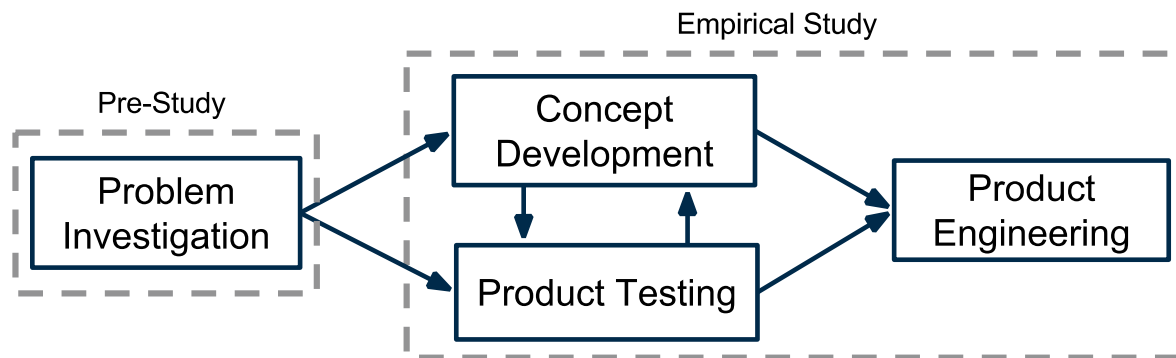 Empirical Study
Pre-Study
Concept
Development
Problem
Investigation
Product
Engineering
Product Testing